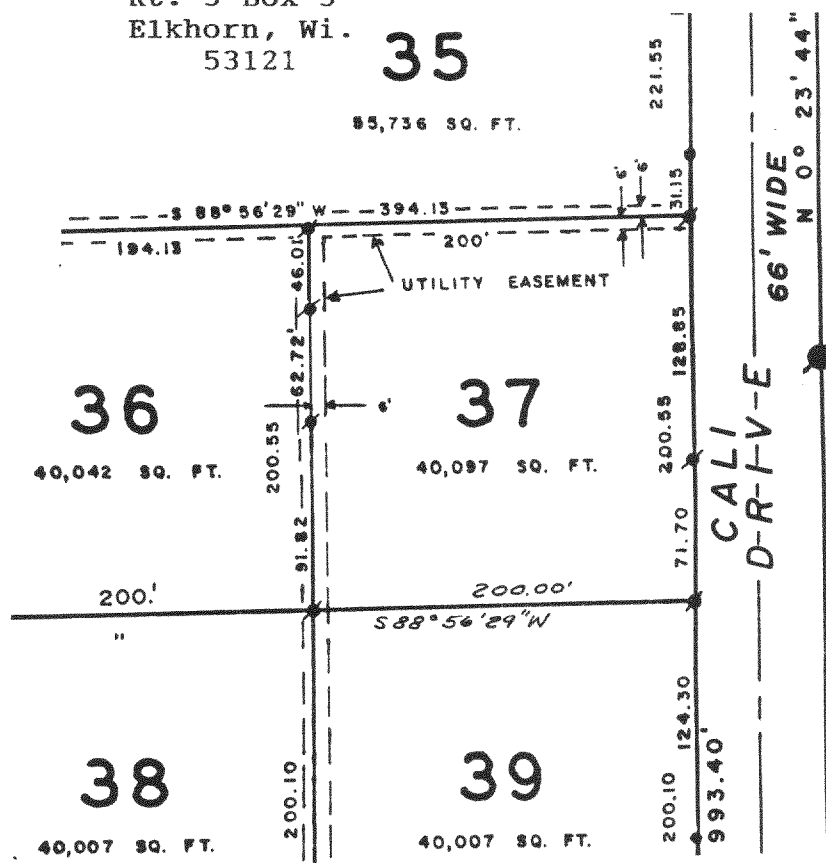 Rt. 3 Box 3
Elkhorn, Wi.
53121
35
85,736 SQ. FT.
221.55
31.15
6'
6'
S 88° 56' 29" W
394.13
194.13
200'
UTILITY EASEMENT
46.01
62.72'
6'
200.55
91.82
36
40,042 SQ. FT.
37
40,097 SQ. FT.
128.85
200.55
71.70
CALI
D-R-I-V-E
66' WIDE
N 0° 23' 44"
200.'
"
200.00'
S88°56'29"W
38
40,007 SQ. FT.
200.10
39
40,007 SQ. FT.
124.30
200.10
993.40'